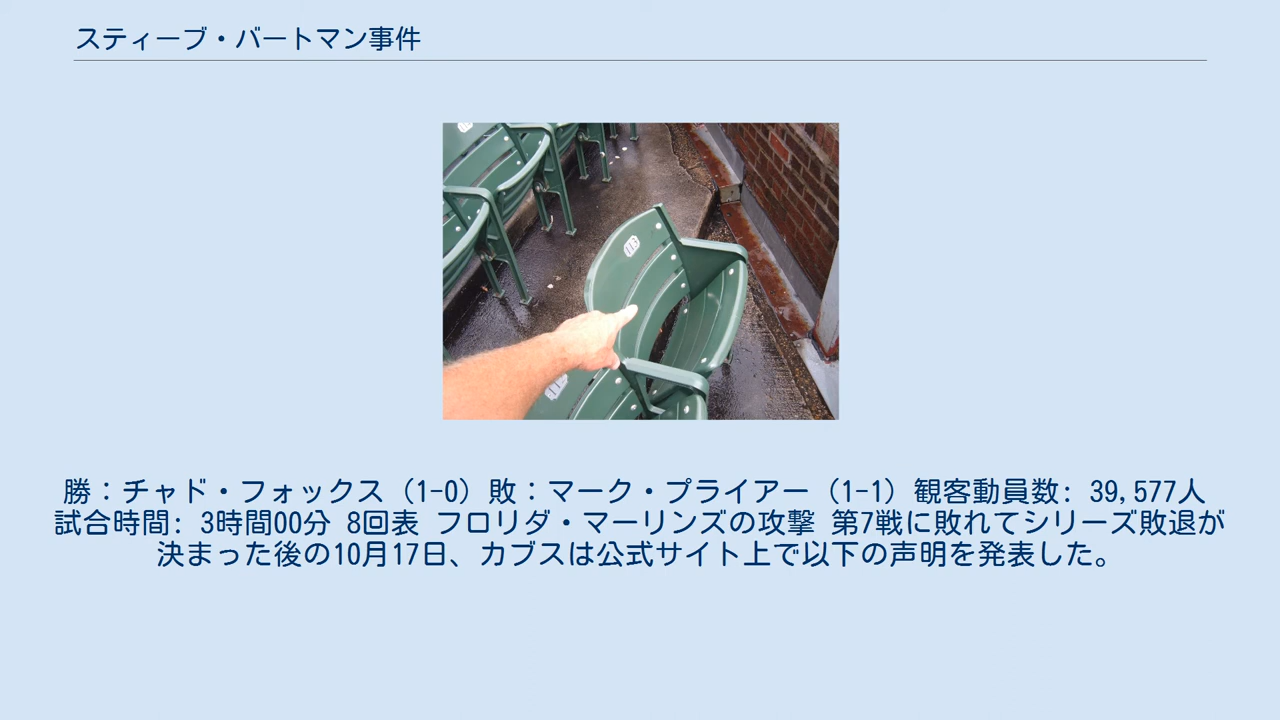 スティーブ・バートマン事件
113
勝：チャド・フォックス（1-0）敗：マーク・プライアー（1-1）観客動員数: 39,577人
試合時間: 3時間00分 8回表 フロリダ・マーリンズの攻撃 第7戦に敗れてシリーズ敗退が
決まった後の10月17日、カブスは公式サイト上で以下の声明を発表した。